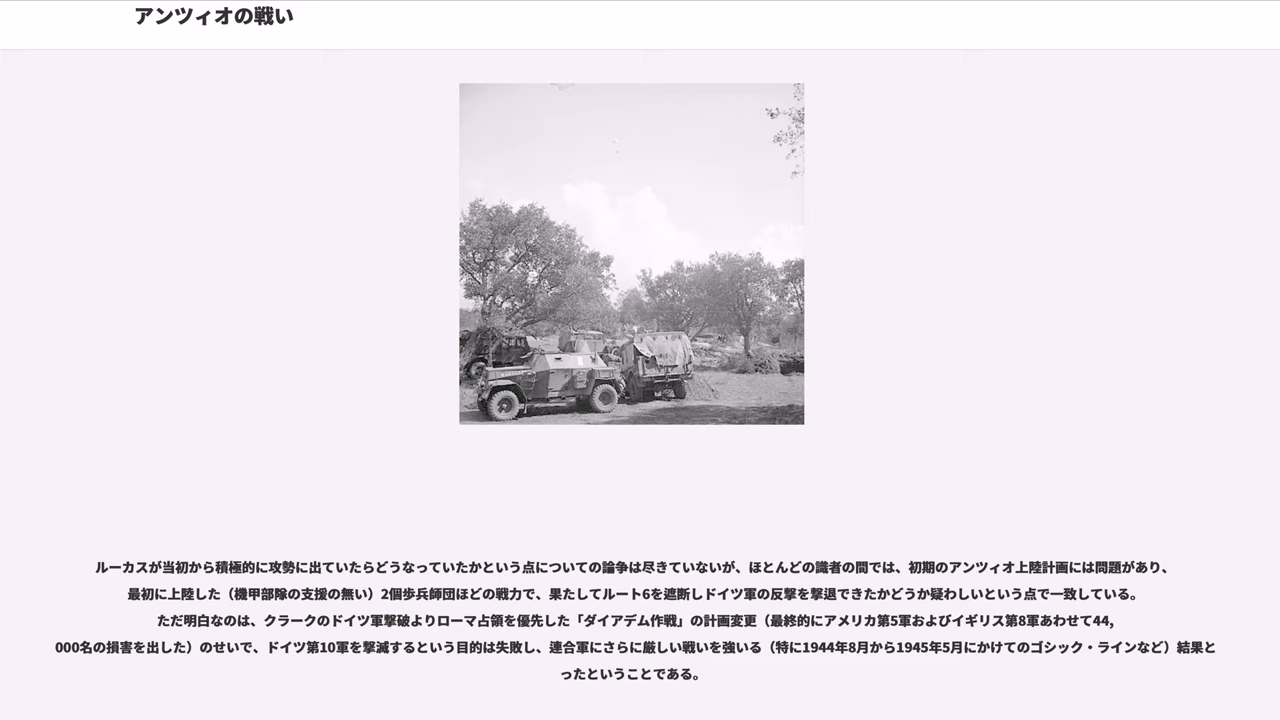 アンツィオの戦い
ルーカスが当初から積極的に攻勢に出ていたらどうなっていたかという点についての論争は尽きていないが、ほとんどの識者の間では、初期のアンツィオ上陸計画には問題があり、
最初に上陸した（機甲部隊の支援の無い）2個歩兵師団ほどの戦力で、果たしてルート6を遮断しドイツ軍の反撃を撃退できたかどうか疑わしいという点で一致している。
ただ明白なのは、クラークのドイツ軍撃破よりローマ占領を優先した「ダイアデム作戦」の計画変更（最終的にアメリカ第5軍およびイギリス第8軍あわせて44,
000名の損害を出した）のせいで、ドイツ第10軍を撃滅するという目的は失敗し、連合軍にさらに厳しい戦いを強いる（特に1944年8月から1945年5月にかけてのゴシック・ラインなど）結果と
ったということである。